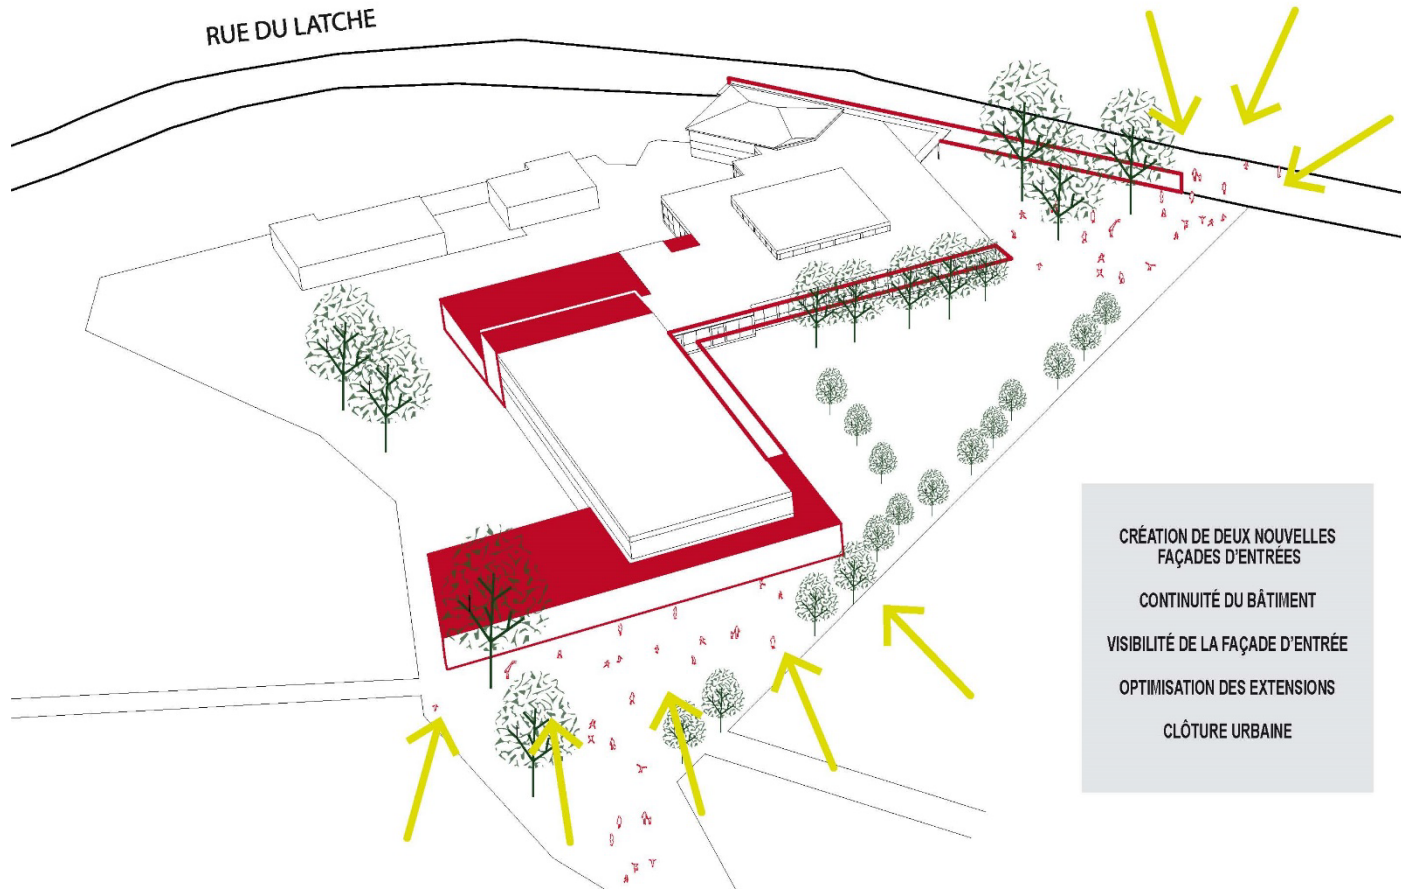 RUE DU LATCHE
CRÉATION DE DEUX NOUVELLES
FAÇADES D'ENTRÉES
CONTINUITÉ DU BÂTIMENT
VISIBILITÉ DE LA FAÇADE D'ENTRÉE
OPTIMISATION DES EXTENSIONS
CLÔTURE URBAINE